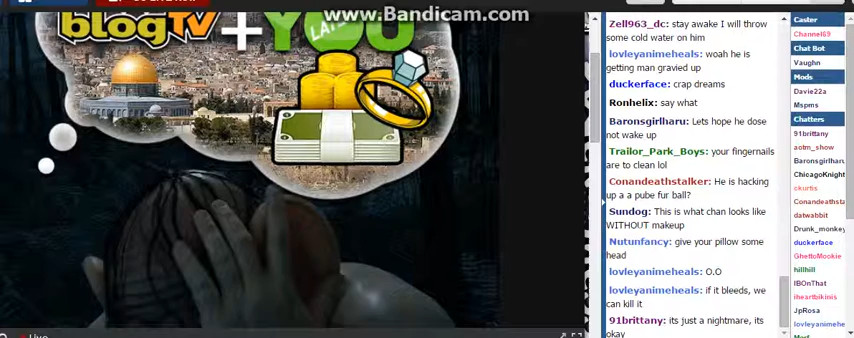 www.Bandicam.com
blogTV+YOU
LATE
Live
Zell963_dc: stay awake I will throw
some cold water on him
lovleyanimeheals: woah he is
getting man gravied up
duckerface: crap dreams
Ronhelix: say what
Baronsgirlharu: Lets hope he dose
not wake up
Trailor_Park_Boys: your fingernails
are to clean lol
Conandeathstalker: He is hacking
up a a pube fur ball?
Sundog: This is what chan looks like
WITHOUT makeup
Nutunfancy: give your pillow some
head
lovleyanimeheals: O.O
lovleyanimeheals: if it bleeds, we
can kill it
91brittany: its just a nightmare, its
okay
Caster
Channel69
Chat Bot
Vaughn
Mods
Davie22a
Mspms
Chatters
91brittany
aotm_show
Baronsgirlharu
ChicagoKnight
ckurtis
Conandeathsta
datwabbit
Drunk_monkey
duckerface
GhettoMookie
hillhill
IBOnThat
iheartbikinis
JpRosa
lovleyanimehe